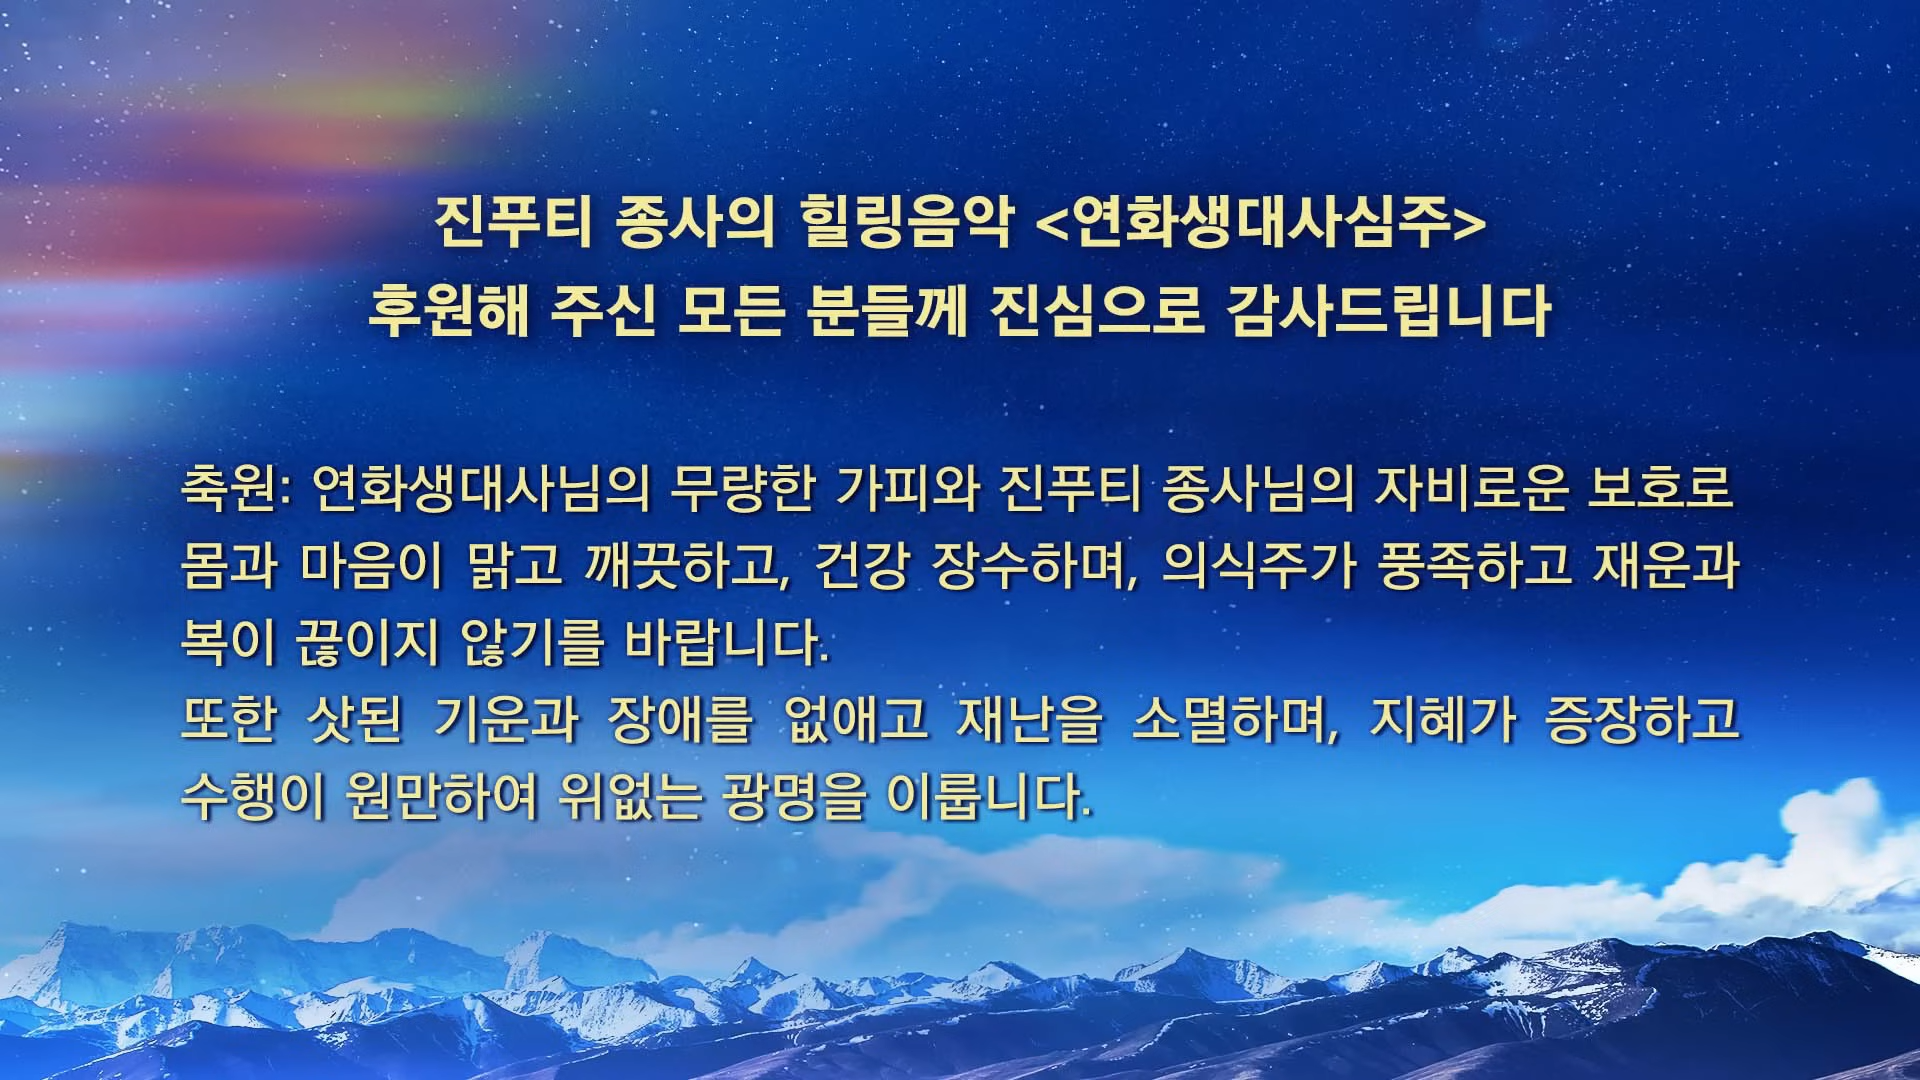 진푸티 종사의 힐링음악 <연화생대사심주>
후원해 주신 모든 분들께 진심으로 감사드립니다
축원: 연화생대사님의 무량한 가피와 진푸티 종사님의 자비로운 보호로
몸과 마음이 맑고 깨끗하고, 건강 장수하며, 의식주가 풍족하고 재운과
복이 끊이지 않기를 바랍니다.
또한 삿된 기운과 장애를 없애고 재난을 소멸하며, 지혜가 증장하고
수행이 원만하여 위없는 광명을 이룹니다.